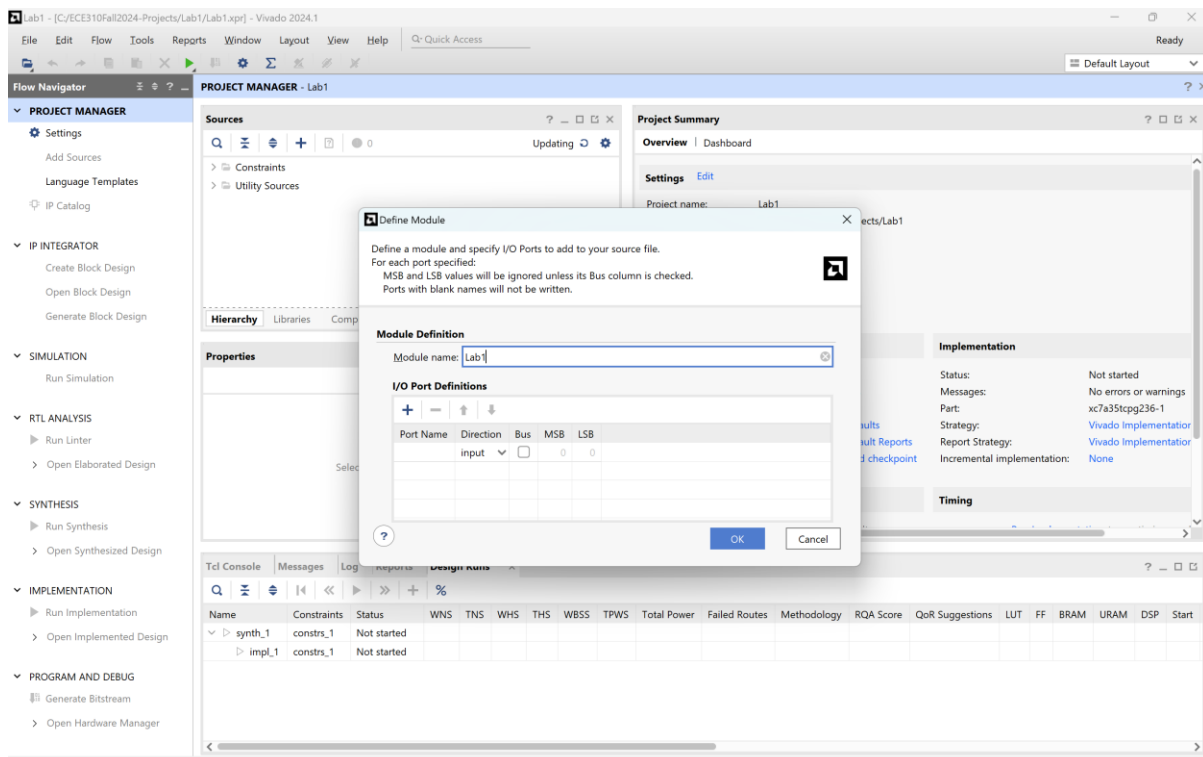 Lab1 - [C:/ECE310Fall2024-Projects/Lab1/Lab1.xpr] - Vivado 2024.1
File Edit Flow Tools Reports Window Layout View Help Q- Quick Access Ready
Default Layout
Flow Navigator ? PROJECT MANAGER - Lab1 ?
PROJECT MANAGER
Settings
Add Sources
Language Templates
IP Catalog
IP INTEGRATOR
Create Block Design
Open Block Design
Generate Block Design
SIMULATION
Run Simulation
RTL ANALYSIS
Run Linter
Open Elaborated Design
SYNTHESIS
Run Synthesis
Open Synthesized Design
IMPLEMENTATION
Run Implementation
Open Implemented Design
PROGRAM AND DEBUG
Generate Bitstream
Open Hardware Manager
Sources ?
0 Updating
Constraints
Utility Sources
Hierarchy Libraries Comp
Properties
Selec
Project Summary ?
Overview | Dashboard
Settings Edit
Project name: Lab1
ects/Lab1
Define Module
Define a module and specify I/O Ports to add to your source file.
For each port specified:
MSB and LSB values will be ignored unless its Bus column is checked.
Ports with blank names will not be written.
Module Definition
Module name: Lab1
I/O Port Definitions
Port Name Direction Bus MSB LSB
input 0 0
? OK Cancel
Implementation
Status: Not started
Messages: No errors or warnings
Part: xc7a35tcpg236-1
aults Strategy: Vivado Implementation
ault Reports Report Strategy: Vivado Implementation
d checkpoint Incremental implementation: None
Timing
Tcl Console Messages Log Reports Design Runs ?
%
Name Constraints Status WNS TNS WHS THS WBSS TPWS Total Power Failed Routes Methodology RQA Score QoR Suggestions LUT FF BRAM URAM DSP Start
synth_1 constrs_1 Not started
impl_1 constrs_1 Not started